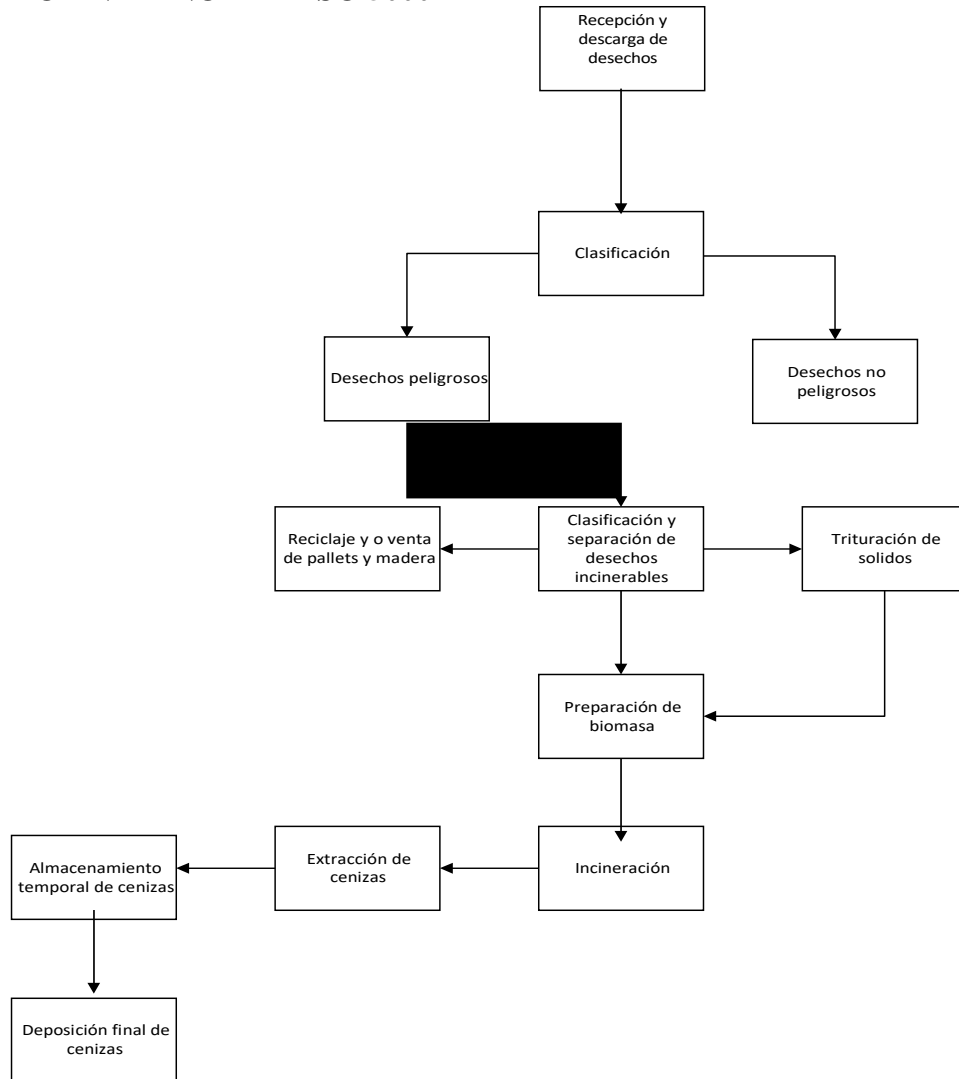 Recepción y
descarga de
desechos
Clasificación
Desechos peligrosos
Desechos no
peligrosos
Reciclaje y o venta
de pallets y madera
Clasificación y
separación de
desechos
incinerables
Trituración de
solidos
Preparación de
biomasa
Almacenamiento
temporal de cenizas
Extracción de
cenizas
Incineración
Deposición final de
cenizas